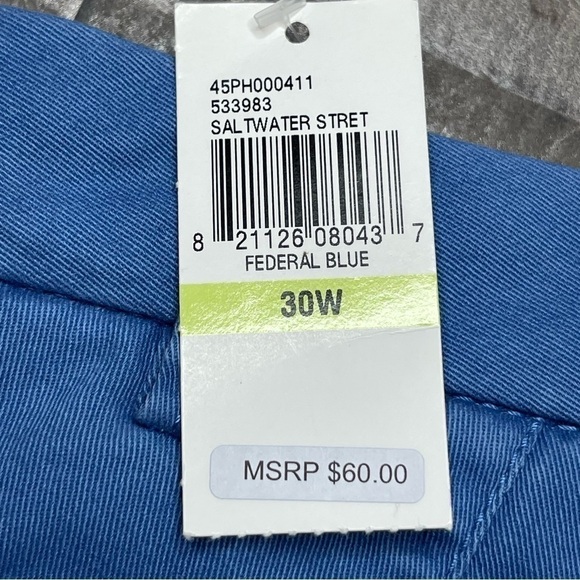 45PH000411
533983
SALTWATER STRET
8 21126 08043 7
FEDERAL BLUE
30W
MSRP $60.00